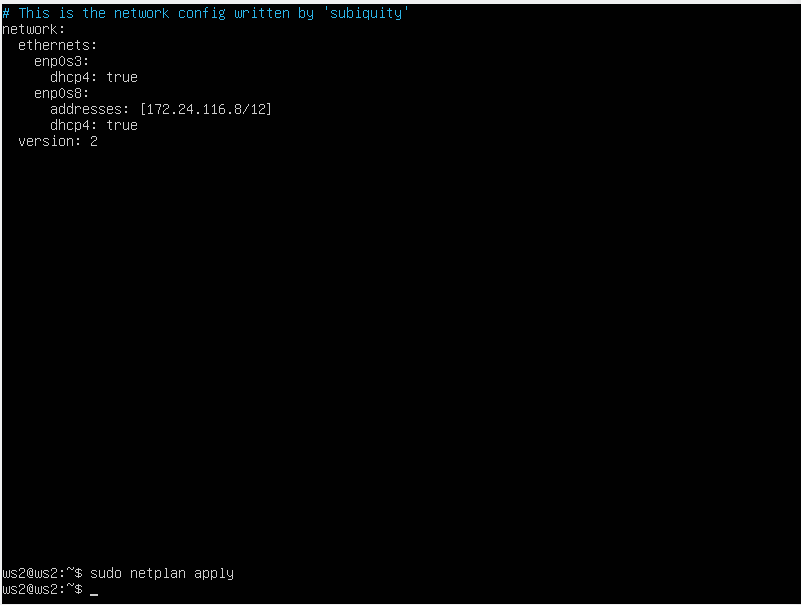 # This is the network config written by 'subiquity'
network:
  ethernets:
    enp0s3:
      dhcp4: true
    enp0s8:
      addresses: [172.24.116.8/12]
      dhcp4: true
  version: 2
ws2@ws2:~$ sudo netplan apply
ws2@ws2:~$ _